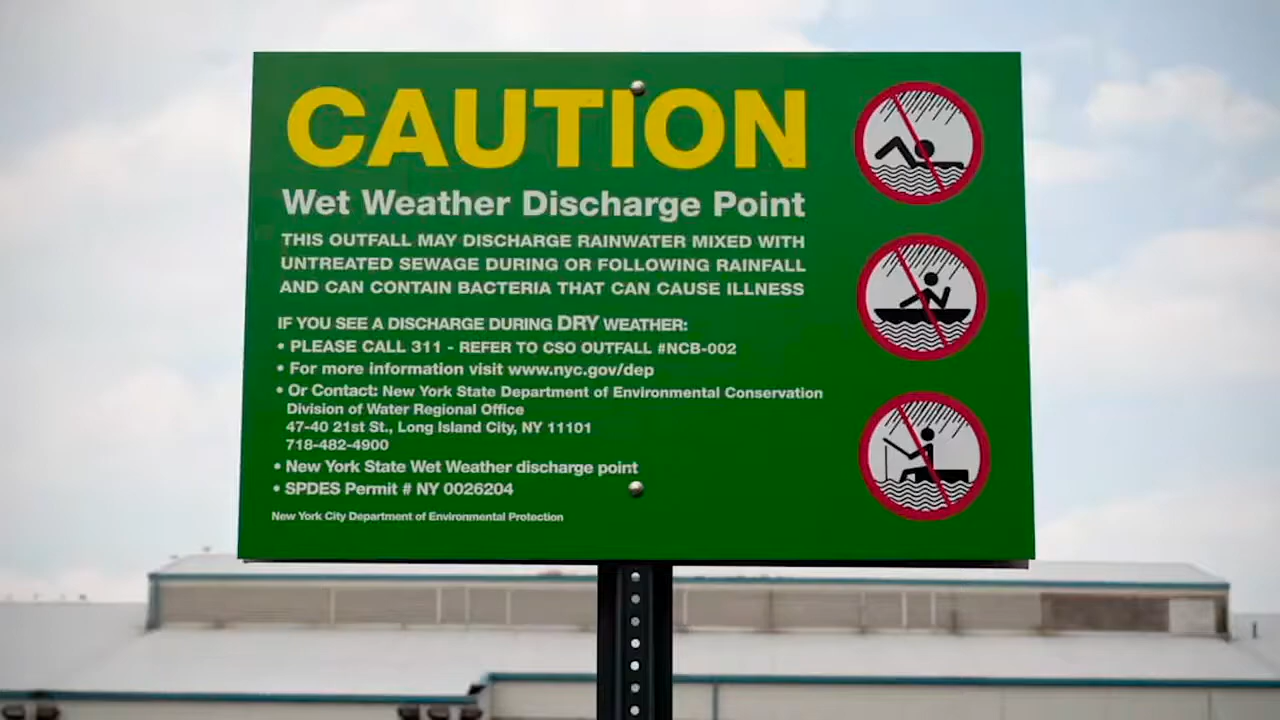 CAUTION
Wet Weather Discharge Point
THIS OUTFALL MAY DISCHARGE RAINWATER MIXED WITH
UNTREATED SEWAGE DURING OR FOLLOWING RAINFALL
AND CAN CONTAIN BACTERIA THAT CAN CAUSE ILLNESS
IF YOU SEE A DISCHARGE DURING DRY WEATHER:
• PLEASE CALL 311 - REFER TO CSO OUTFALL #NCB-002
• For more information visit www.nyc.gov/dep
• Or Contact: New York State Department of Environmental Conservation
Division of Water Regional Office
47-40 21st St., Long Island City, NY 11101
718-482-4900
• New York State Wet Weather discharge point
• SPDES Permit # NY 0026204
New York City Department of Environmental Protection